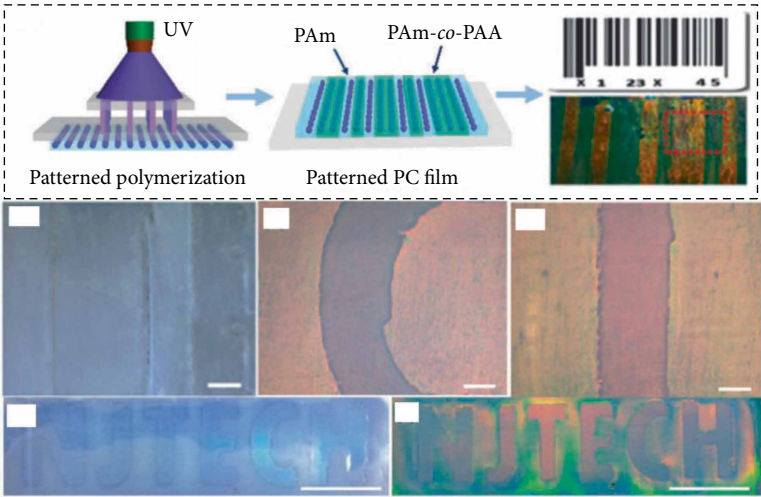 UV
PAm
PAm-co-PAA
X 1 23 X 45
Patterned polymerization
Patterned PC film
NJTECH
NJTECH